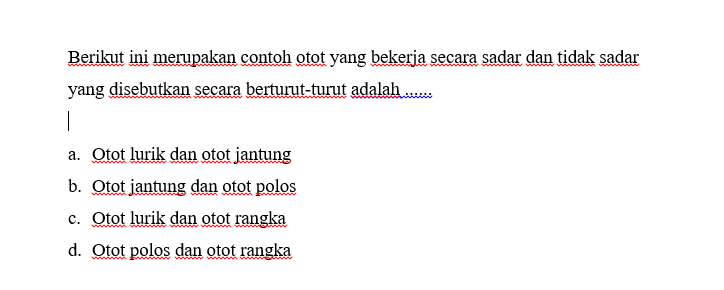 Berikut ini merupakan contoh otot yang bekerja secara sadar dan tidak sadar
yang disebutkan secara berturut-turut adalah ......
a. Otot lurik dan otot jantung
b. Otot jantung dan otot polos
c. Otot lurik dan otot rangka
d. Otot polos dan otot rangka